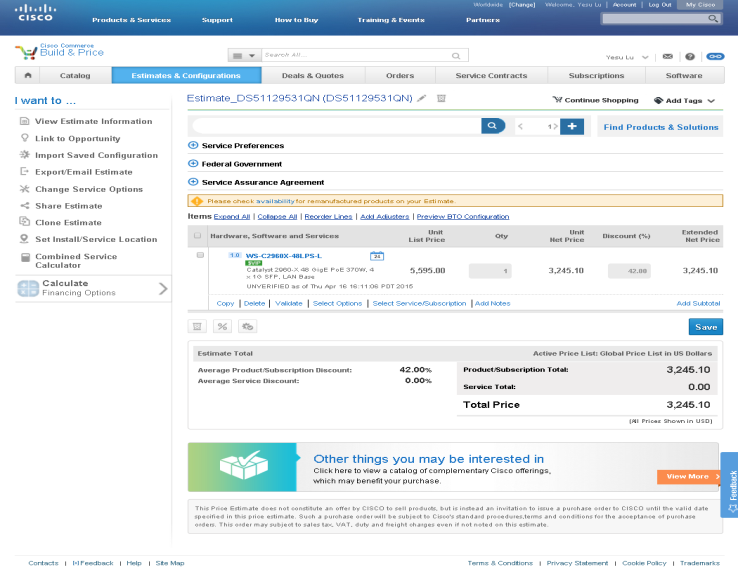 Worldwide [Change] Welcome, Yesu Lu | Account | Log Out My Cisco
CISCO
Products & Services Support How to Buy Training & Events Partners
Cisco Commerce
Build & Price
Search All...
Yesu Lu
Catalog Estimates & Configurations Deals & Quotes Orders Service Contracts Subscriptions Software
I want to ...
View Estimate Information
Link to Opportunity
Import Saved Configuration
Export/Email Estimate
Change Service Options
Share Estimate
Clone Estimate
Set Install/Service Location
Combined Service
Calculator
Calculate
Financing Options
Estimate_DS51129531QN (DS51129531QN)
Continue Shopping Add Tags
1 Find Products & Solutions
Service Preferences
Federal Government
Service Assurance Agreement
Please check availability for remanufactured products on your Estimate.
Items Expand All | Collapse All | Reorder Lines | Add Adjusters | Preview BTO Configuration
Hardware, Software and Services Unit List Price Qty Unit Net Price Discount (%) Extended Net Price
1.0 WS-C2960X-48LPS-L 24
SVIP
Catalyst 2960-X 48 GigE PoE 370W, 4
x 1G SFP, LAN Base
5,595.00 1 3,245.10 42.00 3,245.10
UNVERIFIED as of Thu Apr 16 16:11:06 PDT 2015
Copy | Delete | Validate | Select Options | Select Service/Subscription | Add Notes Add Subtotal
% Save
Estimate Total Active Price List: Global Price List in US Dollars
Average Product/Subscription Discount: 42.00% Product/Subscription Total: 3,245.10
Average Service Discount: 0.00% Service Total: 0.00
Total Price 3,245.10
(All Prices Shown in USD)
Other things you may be interested in
Click here to view a catalog of complementary Cisco offerings,
which may benefit your purchase.
View More
Feedback
This Price Estimate does not constitute an offer by CISCO to sell products, but is instead an invitation to issue a purchase order to CISCO until the valid date
specified in this price estimate. Such a purchase order will be subject to Cisco's standard procedures,terms and conditions for the acceptance of purchase
orders. This order may subject to sales tax, VAT, duty and freight charges even if not noted on this estimate.
Contacts | [+]Feedback | Help | Site Map Terms & Conditions | Privacy Statement | Cookie Policy | Trademarks